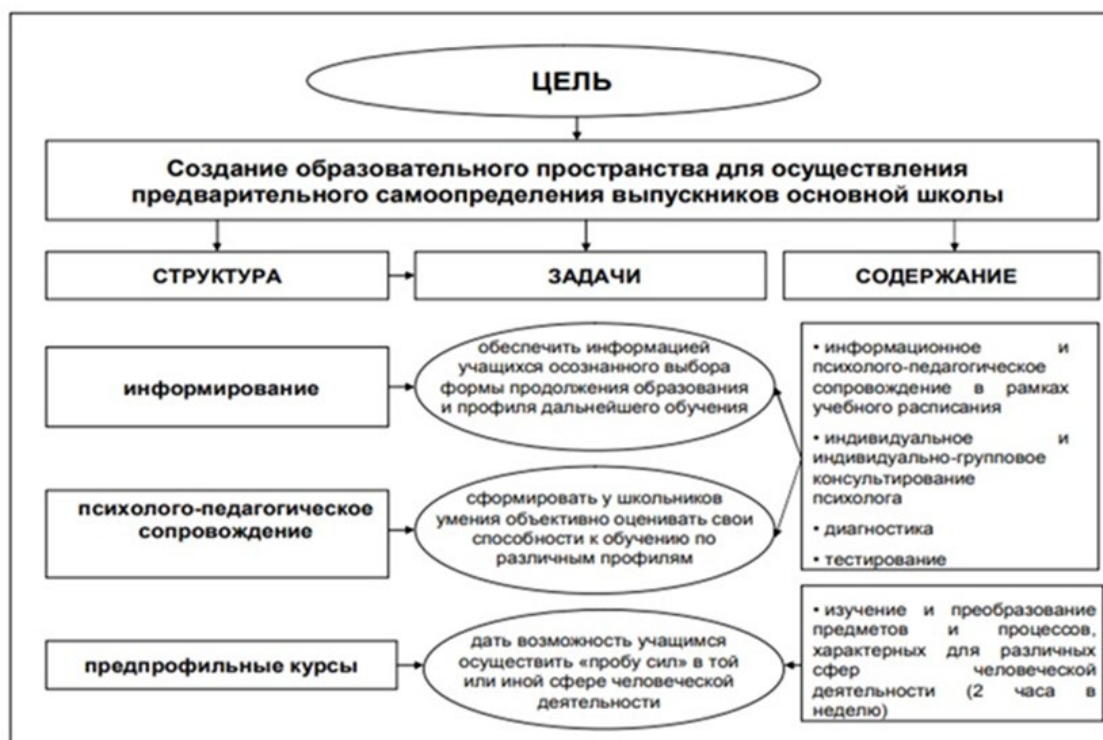 ЦЕЛЬ
Создание образовательного пространства для осуществления
предварительного самоопределения выпускников основной школы
СТРУКТУРА
ЗАДАЧИ
СОДЕРЖАНИЕ
информирование
обеспечить информацией
учащихся осознанного выбора
формы продолжения образования
и профиля дальнейшего обучения
• информационное и
психолого-педагогическое
сопровождение в рамках
учебного расписания
• индивидуальное и
индивидуально-групповое
консультирование
психолога
• диагностика
• тестирование
психолого-педагогическое
сопровождение
сформировать у школьников
умения объективно оценивать свои
способности к обучению по
различным профилям
предпрофильные курсы
дать возможность учащимся
осуществить «пробу сил» в той
или иной сфере человеческой
деятельности
• изучение и преобразование
предметов и процессов,
характерных для различных
сфер человеческой
деятельности (2 часа в
неделю)